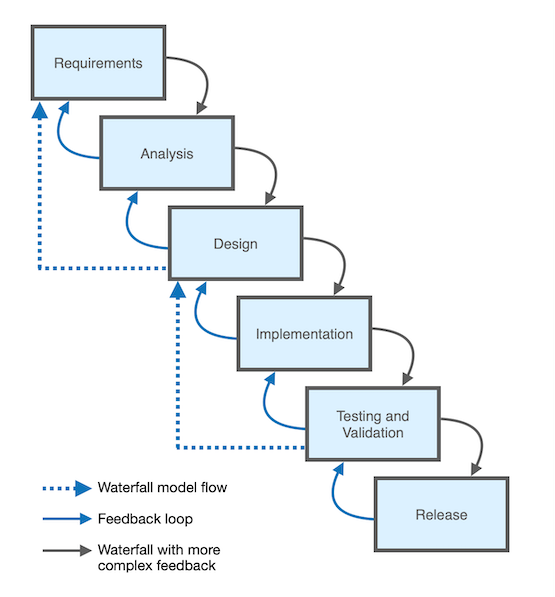 Requirements
Analysis
Design
Implementation
Testing and
Validation
Release
Waterfall model flow
Feedback loop
Waterfall with more
complex feedback